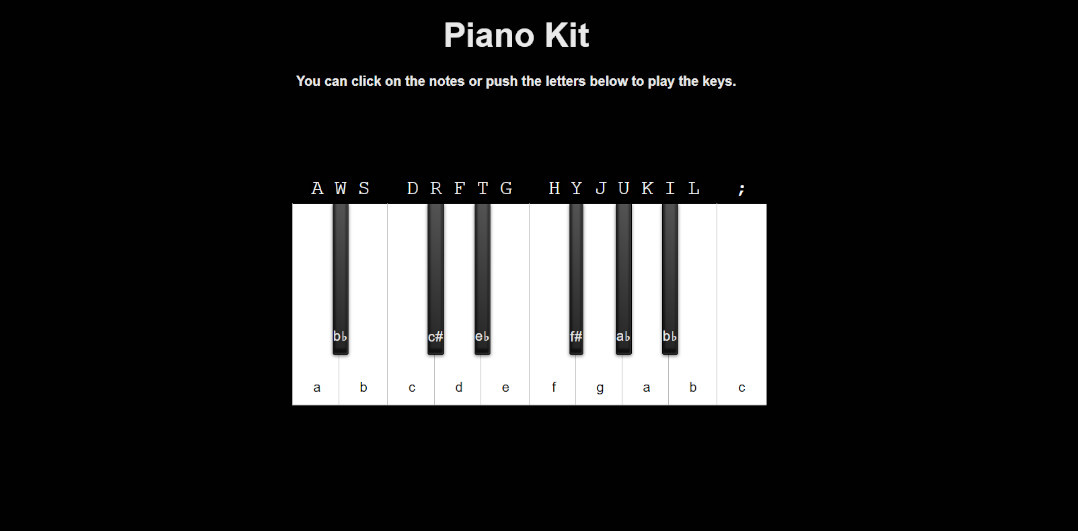 Piano Kit
You can click on the notes or push the letters below to play the keys.
A W S D R F T G H Y J U K I L ;
b♭ c# e♭ f# a♭ b♭
a b c d e f g a b c